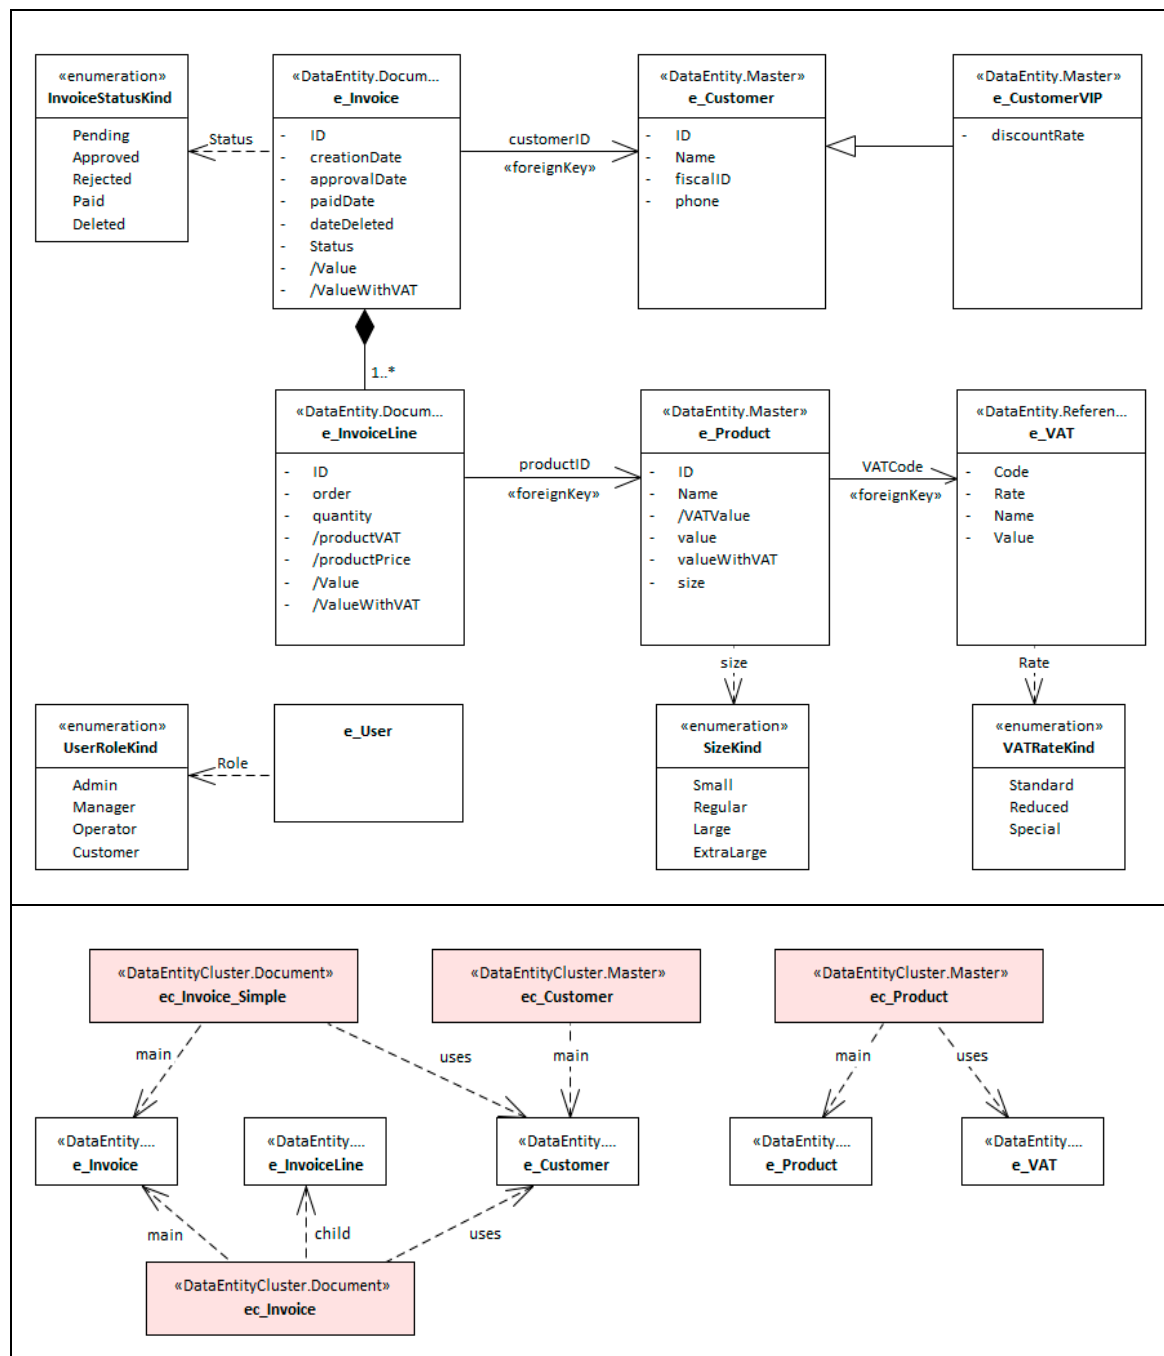 «enumeration»
InvoiceStatusKind
Pending
Approved
Rejected
Paid
Deleted
Status
«DataEntity.Docum...
e_Invoice
- ID
- creationDate
- approvalDate
- paidDate
- dateDeleted
- Status
- /Value
- /ValueWithVAT
customerID
«foreignKey»
«DataEntity.Master»
e_Customer
- ID
- Name
- fiscalID
- phone
«DataEntity.Master»
e_CustomerVIP
- discountRate
1..*
«DataEntity.Docum...
e_InvoiceLine
- ID
- order
- quantity
- /productVAT
- /productPrice
- /Value
- /ValueWithVAT
productID
«foreignKey»
«DataEntity.Master»
e_Product
- ID
- Name
- /VATValue
- value
- valueWithVAT
- size
VATCode
«foreignKey»
«DataEntity.Referen...
e_VAT
- Code
- Rate
- Name
- Value
size
Rate
«enumeration»
UserRoleKind
Admin
Manager
Operator
Customer
Role
e_User
«enumeration»
SizeKind
Small
Regular
Large
ExtraLarge
«enumeration»
VATRateKind
Standard
Reduced
Special
«DataEntityCluster.Document»
ec_Invoice_Simple
«DataEntityCluster.Master»
ec_Customer
«DataEntityCluster.Master»
ec_Product
main
uses
main
main
uses
«DataEntity....
e_Invoice
«DataEntity....
e_InvoiceLine
«DataEntity....
e_Customer
«DataEntity....
e_Product
«DataEntity....
e_VAT
main
child
uses
«DataEntityCluster.Document»
ec_Invoice